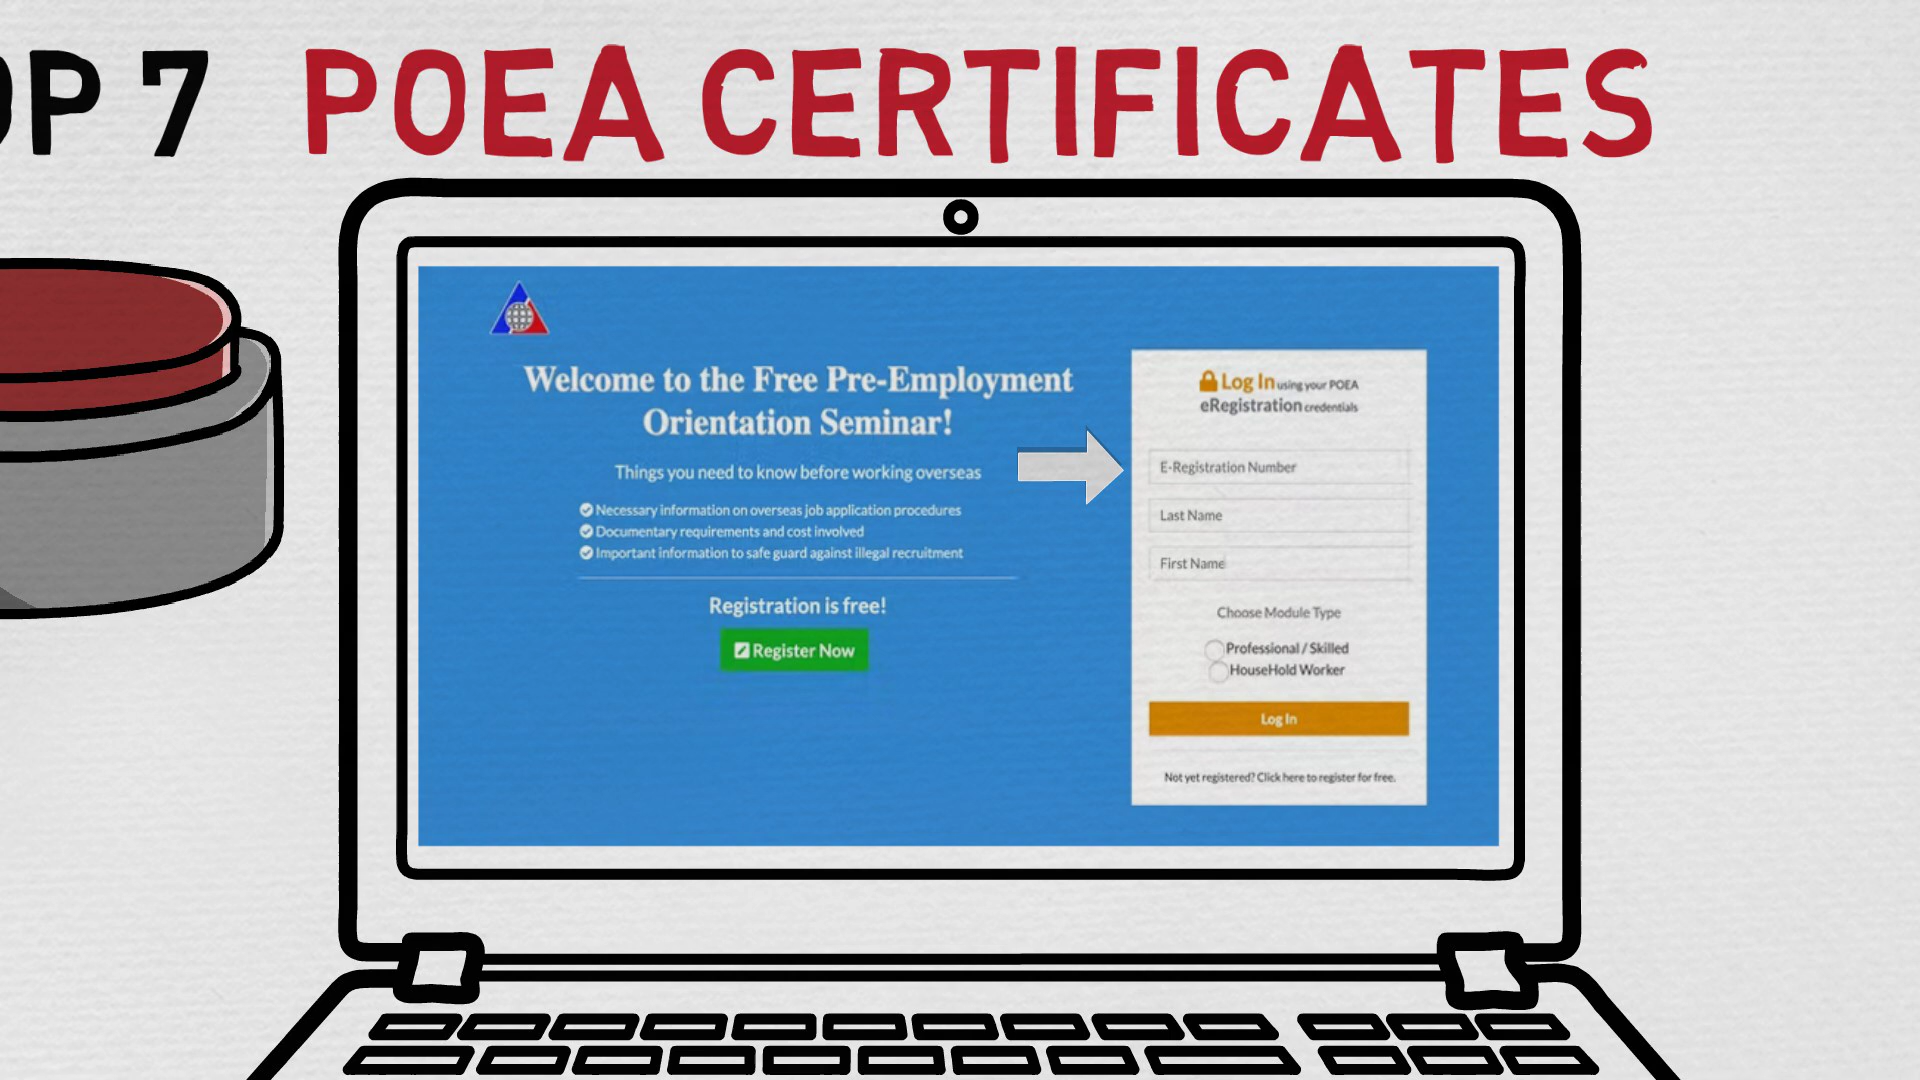 OP 7 POEA CERTIFICATES
Welcome to the Free Pre-Employment
Orientation Seminar!
Things you need to know before working overseas
Necessary information on overseas job application procedures
Documentary requirements and cost involved
Important information to safe guard against illegal recruitment
Registration is free!
Register Now
Log In using your POEA
eRegistration credentials
E-Registration Number
Last Name
First Name
Choose Module Type
Professional / Skilled
HouseHold Worker
Log In
Not yet registered? Click here to register for free.